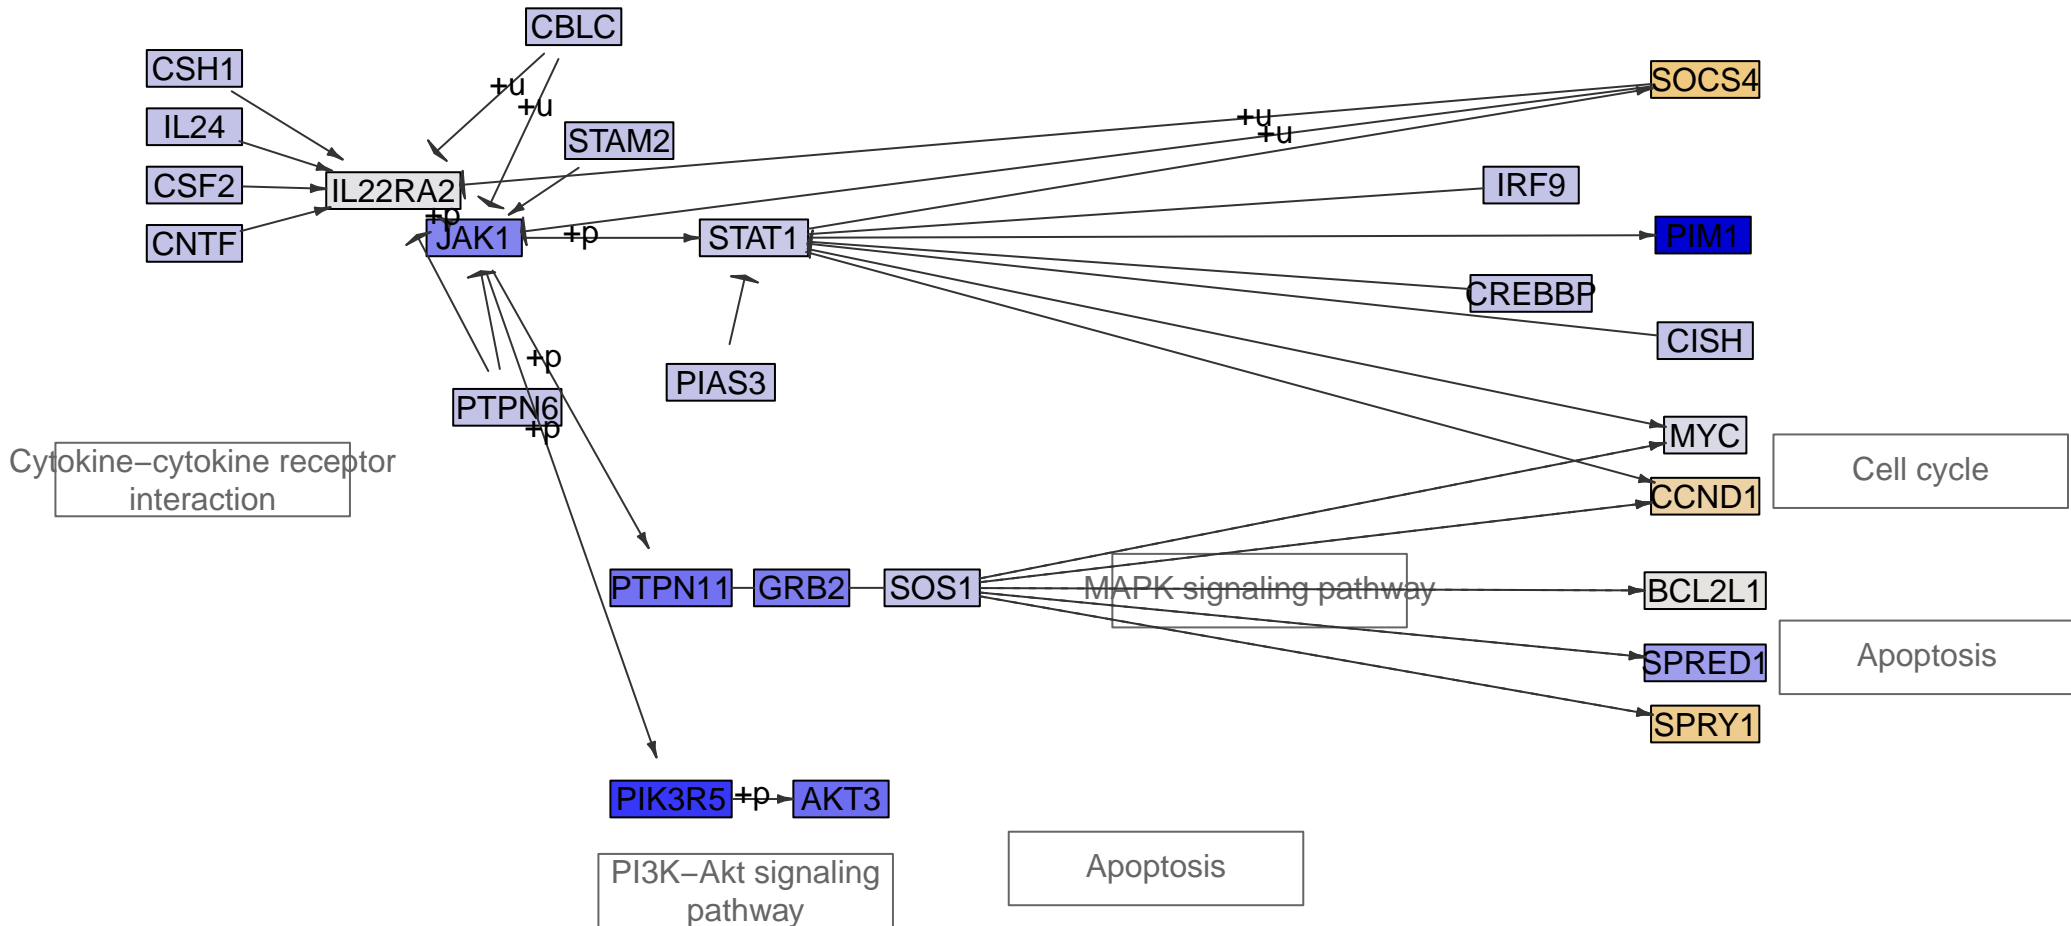 CBLC
CSH1
SOCS4
+u
+u
IL24
+u
+u
STAM2
CSF2
IL22RA2
IRF9
+p
CNTF
JAK1
+p
STAT1
PIM1
CREBBP
CISH
+p
PIAS3
PTPN6
+p
MYC
Cytokine–cytokine receptor
interaction
Cell cycle
CCND1
PTPN11
GRB2
SOS1
MAPK signaling pathway
BCL2L1
SPRED1
Apoptosis
SPRY1
PIK3R5
+p
AKT3
PI3K–Akt signaling
pathway
Apoptosis